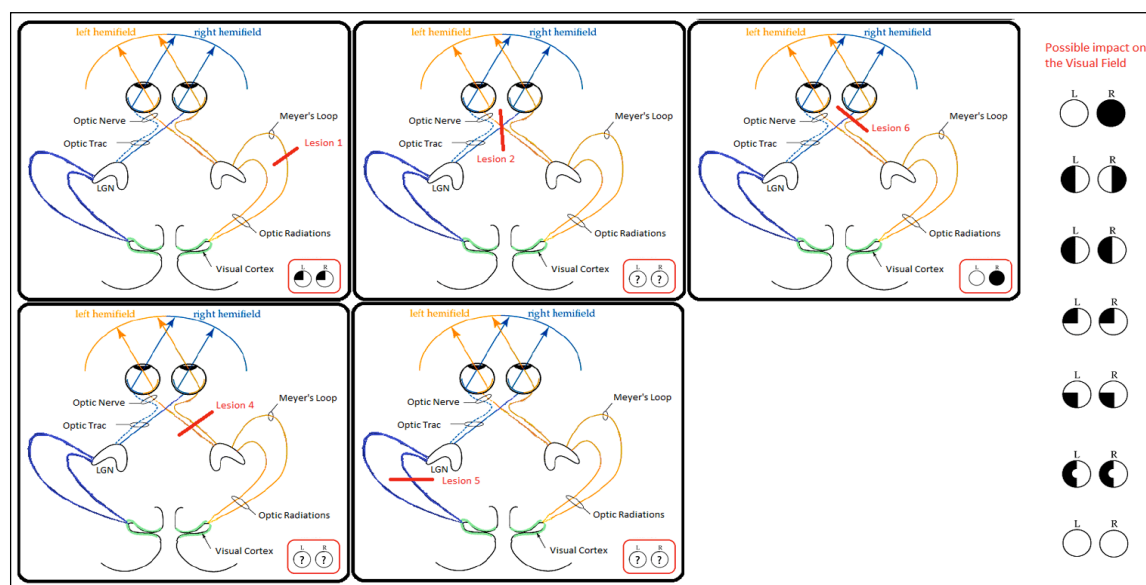 left hemifield right hemifield
Optic Nerve
Meyer's Loop
Optic Trac
Lesion 1
LGN
Optic Radiations
Visual Cortex
L R
left hemifield right hemifield
Optic Nerve
Meyer's Loop
Optic Trac
Lesion 2
LGN
Optic Radiations
Visual Cortex
L R
? ?
left hemifield right hemifield
Optic Nerve
Meyer's Loop
Lesion 6
Optic Trac
LGN
Optic Radiations
Visual Cortex
L R
left hemifield right hemifield
Optic Nerve
Lesion 4
Meyer's Loop
Optic Trac
LGN
Optic Radiations
Visual Cortex
L R
? ?
left hemifield right hemifield
Optic Nerve
Meyer's Loop
Optic Trac
LGN
Lesion 5
Optic Radiations
Visual Cortex
L R
? ?
Possible impact on
the Visual Field
L R
L R
L R
L R
L R
L R
L R